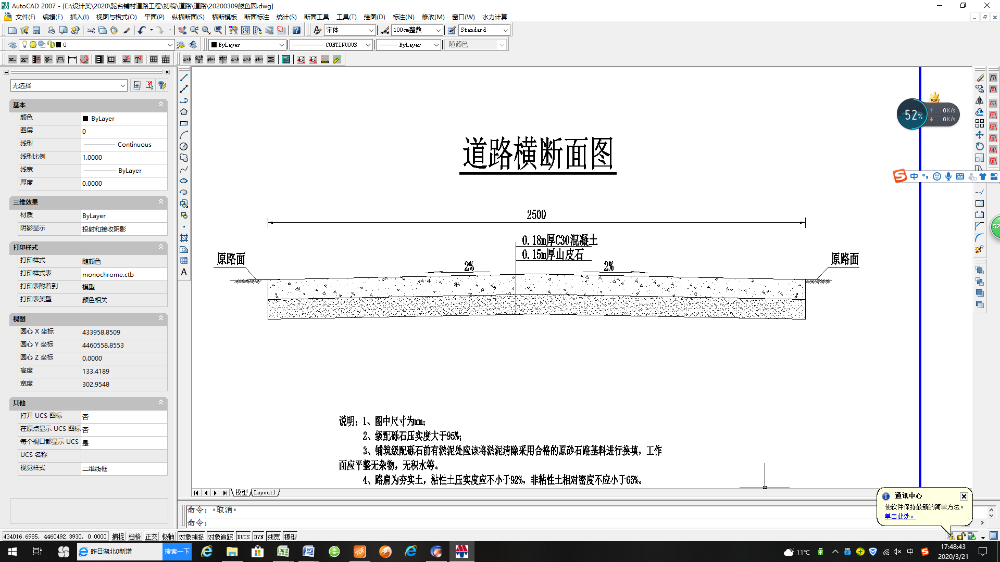 AutoCAD 2007 - [E:\设计类\2020\驼台铺村道路工程\初稿\道路\道路\20200309鲅鱼圈.dwg]
文件(F) 编辑(E) 插入(I) 视图与格式(O) 平面(P) 纵横断面(S) 横断模板 断面标注 统计(S) 断面工具 工具(T) 绘图(D) 标注(N) 修改(M) 窗口(W) 水力计算
宋体 100cm整数 Standard
0 ByLayer CONTINUOUS ByLayer 随颜色
无选择
基本
颜色 ByLayer
图层 0
线型 Continuous
线型比例 1.0000
线宽 ByLayer
厚度 0.0000
三维效果
材质 ByLayer
阴影显示 投射和接收阴影
打印样式
打印样式 随颜色
打印样式表 monochrome.ctb
打印表附着到 模型
打印表类型 颜色相关
视图
圆心 X 坐标 433958.8509
圆心 Y 坐标 4460558.8553
圆心 Z 坐标 0.0000
高度 133.4189
宽度 302.9548
其他
打开 UCS 图标 否
在原点显示 UCS 图标 否
每个视口都显示 UCS 是
UCS 名称
视觉样式 二维线框
道路横断面图
2500
0.18m厚C30混凝土
0.15m厚山皮石
原路面
2%
2%
原路面
说明：1、图中尺寸为mm；
2、级配砾石压实度大于95%；
3、铺筑级配砾石前有淤泥处应该将淤泥清除采用合格的原砂石路基料进行换填，工作
面应平整无杂物，无积水等。
4、路肩为夯实土，粘性土压实度应不小于92%，非粘性土相对密度不应小于65%。
VIP
52%
0K/s
0K/s
中
52
模型 Layout1
命令：*取消*
命令：
通讯中心
使软件保持最新的简单方法。
单击此处。
434016.6985, 4460492.3930, 0.0000 捕捉 栅格 正交 极轴 对象捕捉 对象追踪 DUCS DYN 线宽 模型
昨日湖北0新增 搜索一下
11℃ 中
17:48:43
2020/3/21